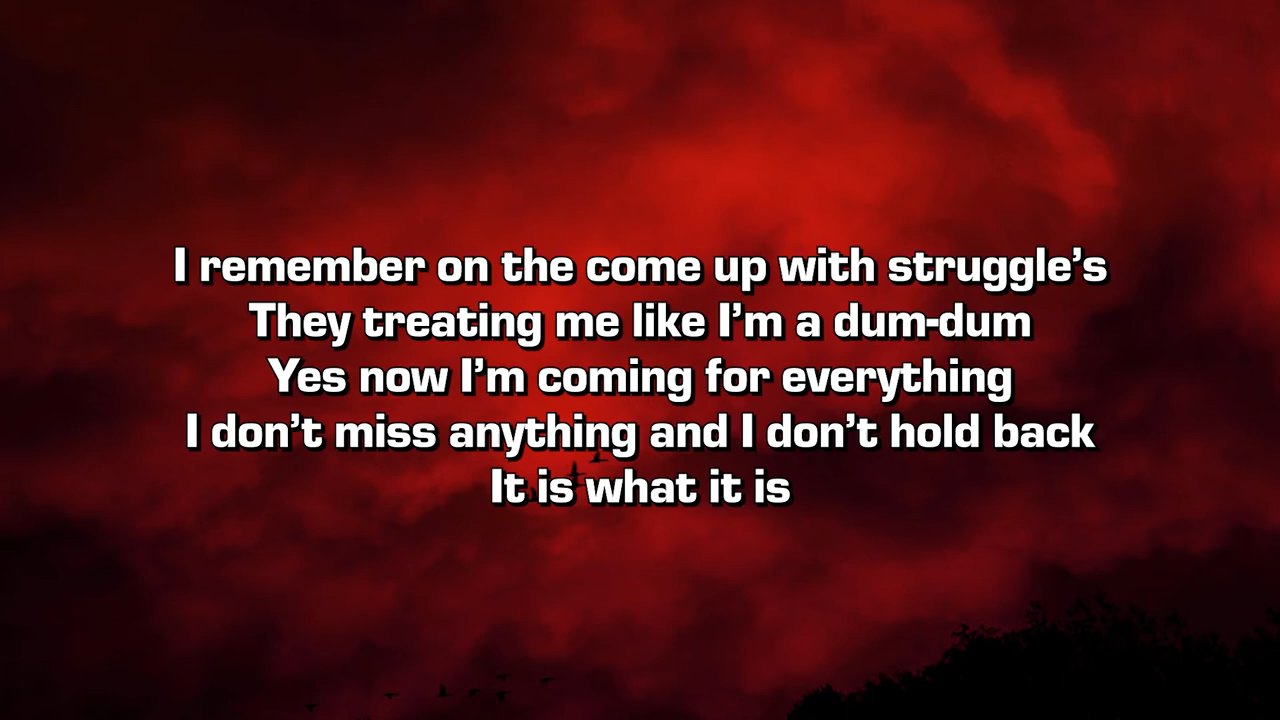 I remember on the come up with struggle’s
They treating me like I’m a dum-dum
Yes now I’m coming for everything
I don’t miss anything and I don’t hold back
It is what it is